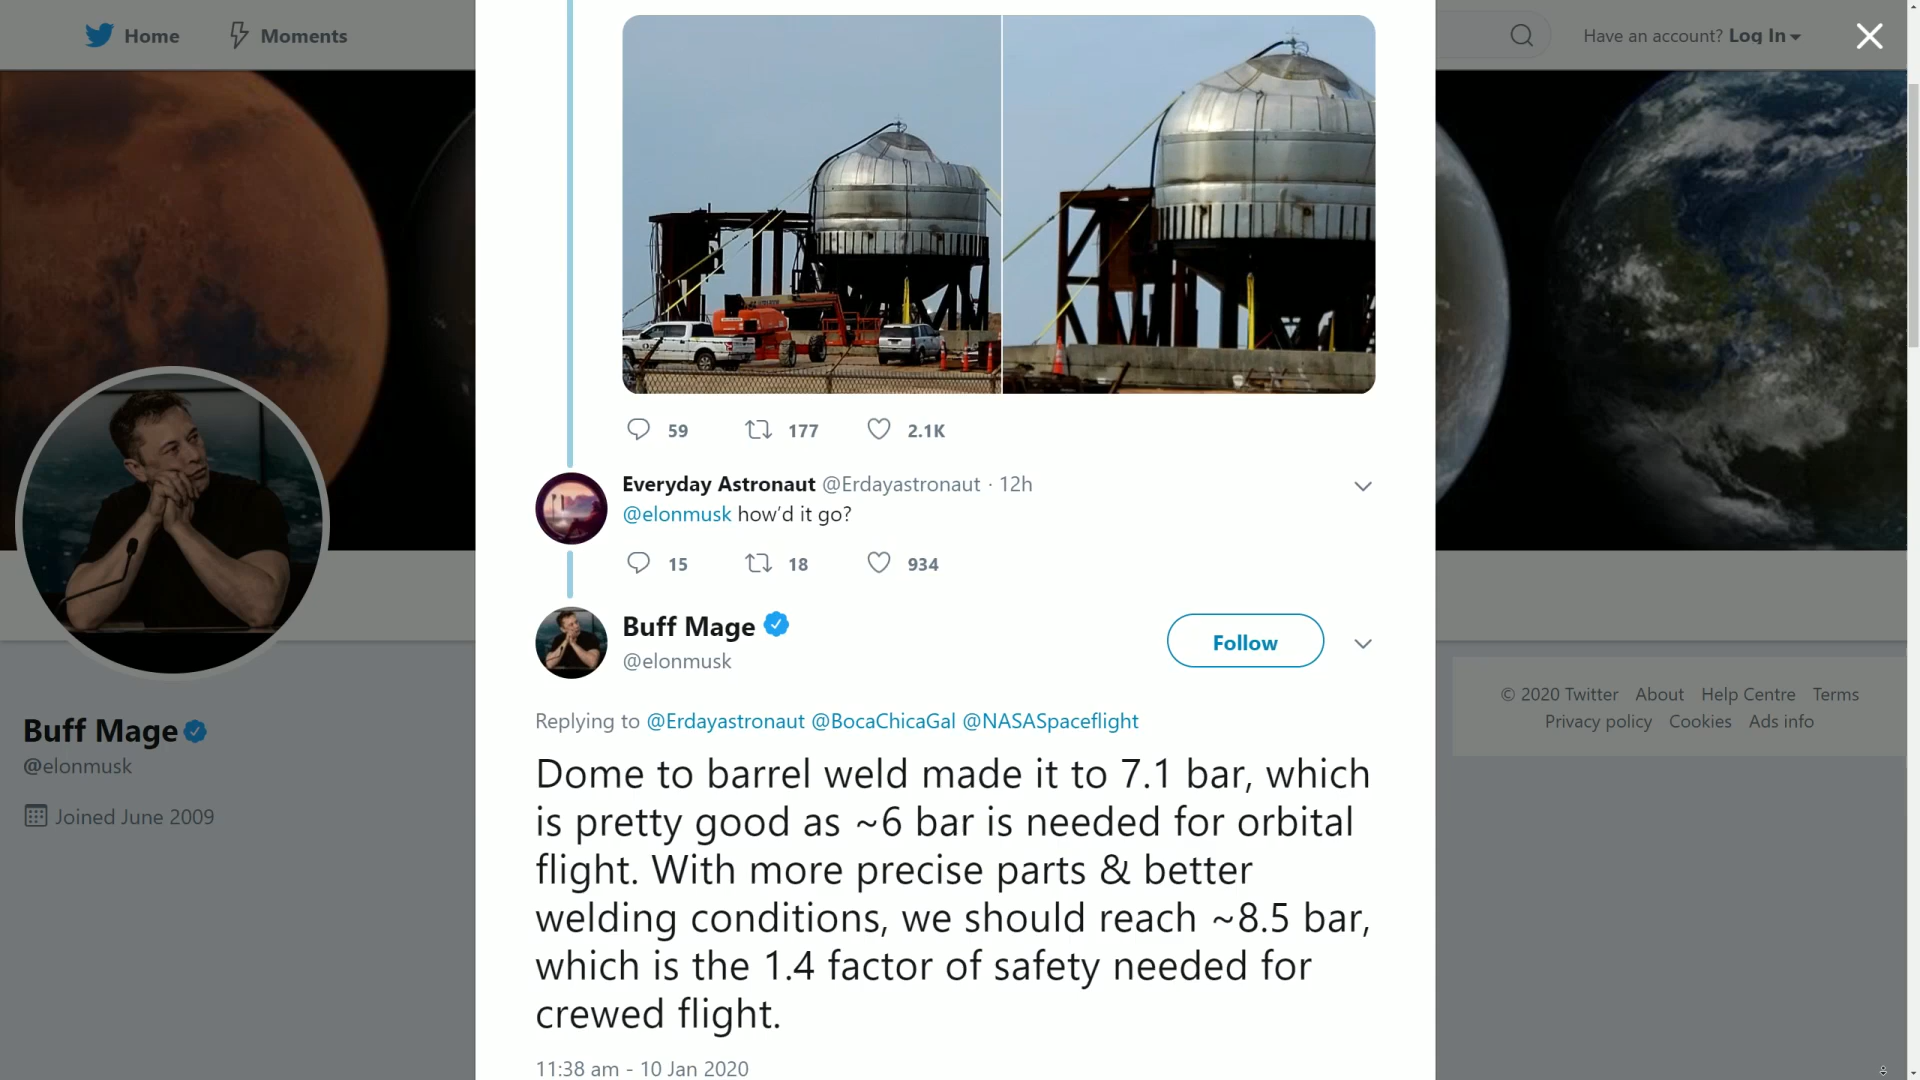 Home
Moments
Have an account? Log In
59 177 2.1K
Everyday Astronaut @Erdayastronaut · 12h
@elonmusk how'd it go?
15 18 934
Buff Mage
@elonmusk
Follow
Replying to @Erdayastronaut @BocaChicaGal @NASASpaceflight
Dome to barrel weld made it to 7.1 bar, which
is pretty good as ~6 bar is needed for orbital
flight. With more precise parts & better
welding conditions, we should reach ~8.5 bar,
which is the 1.4 factor of safety needed for
crewed flight.
11:38 am - 10 Jan 2020
Buff Mage
@elonmusk
Joined June 2009
© 2020 Twitter About Help Centre Terms
Privacy policy Cookies Ads info